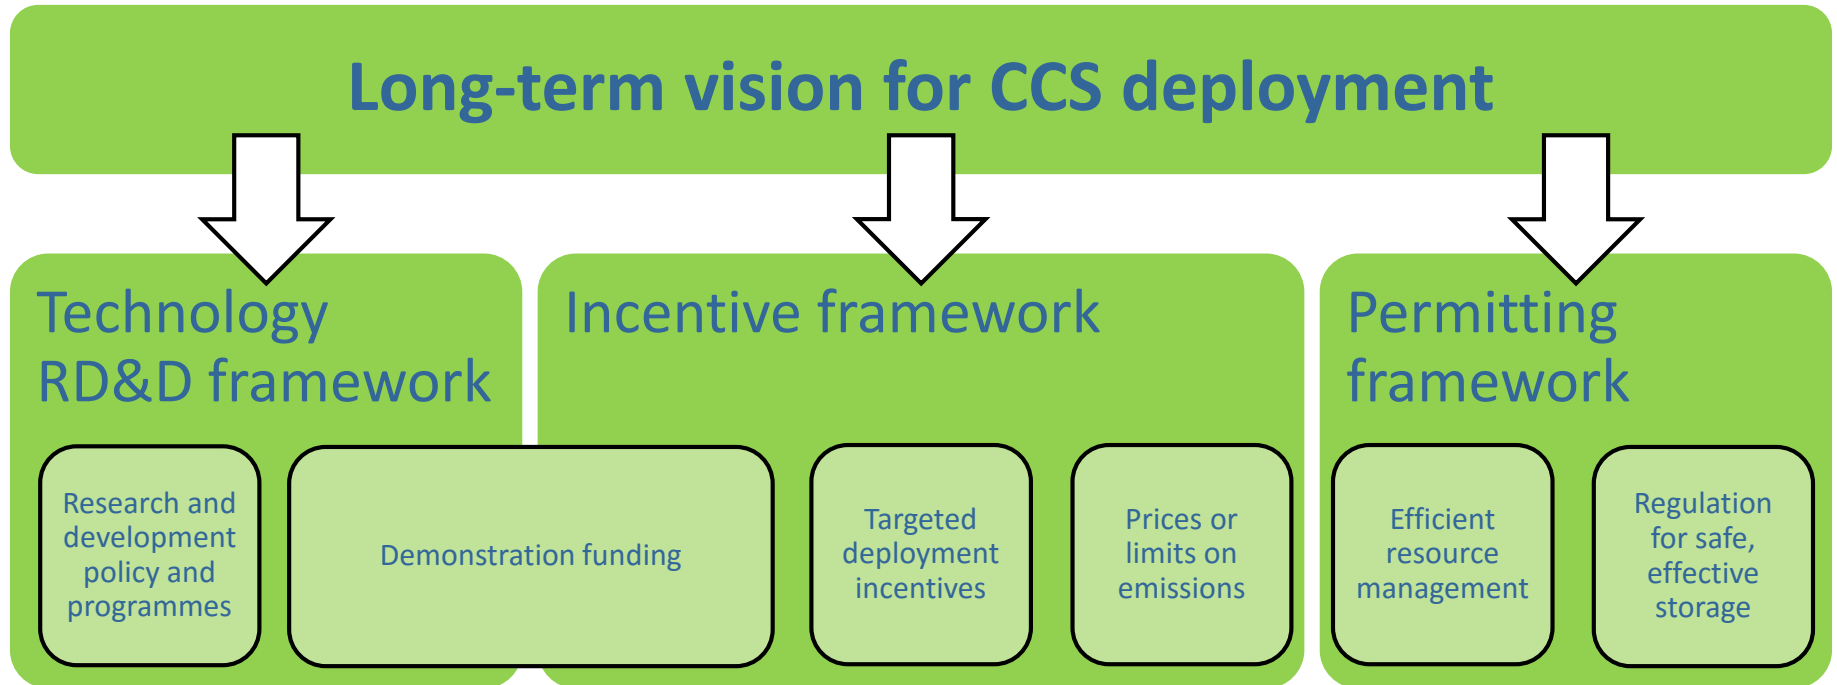 Long-term vision for CCS deployment
Technology
RD&D framework
Incentive framework
Permitting
framework
Research and
development
policy and
programmes
Demonstration funding
Targeted
deployment
incentives
Prices or
limits on
emissions
Efficient
resource
management
Regulation
for safe,
effective
storage